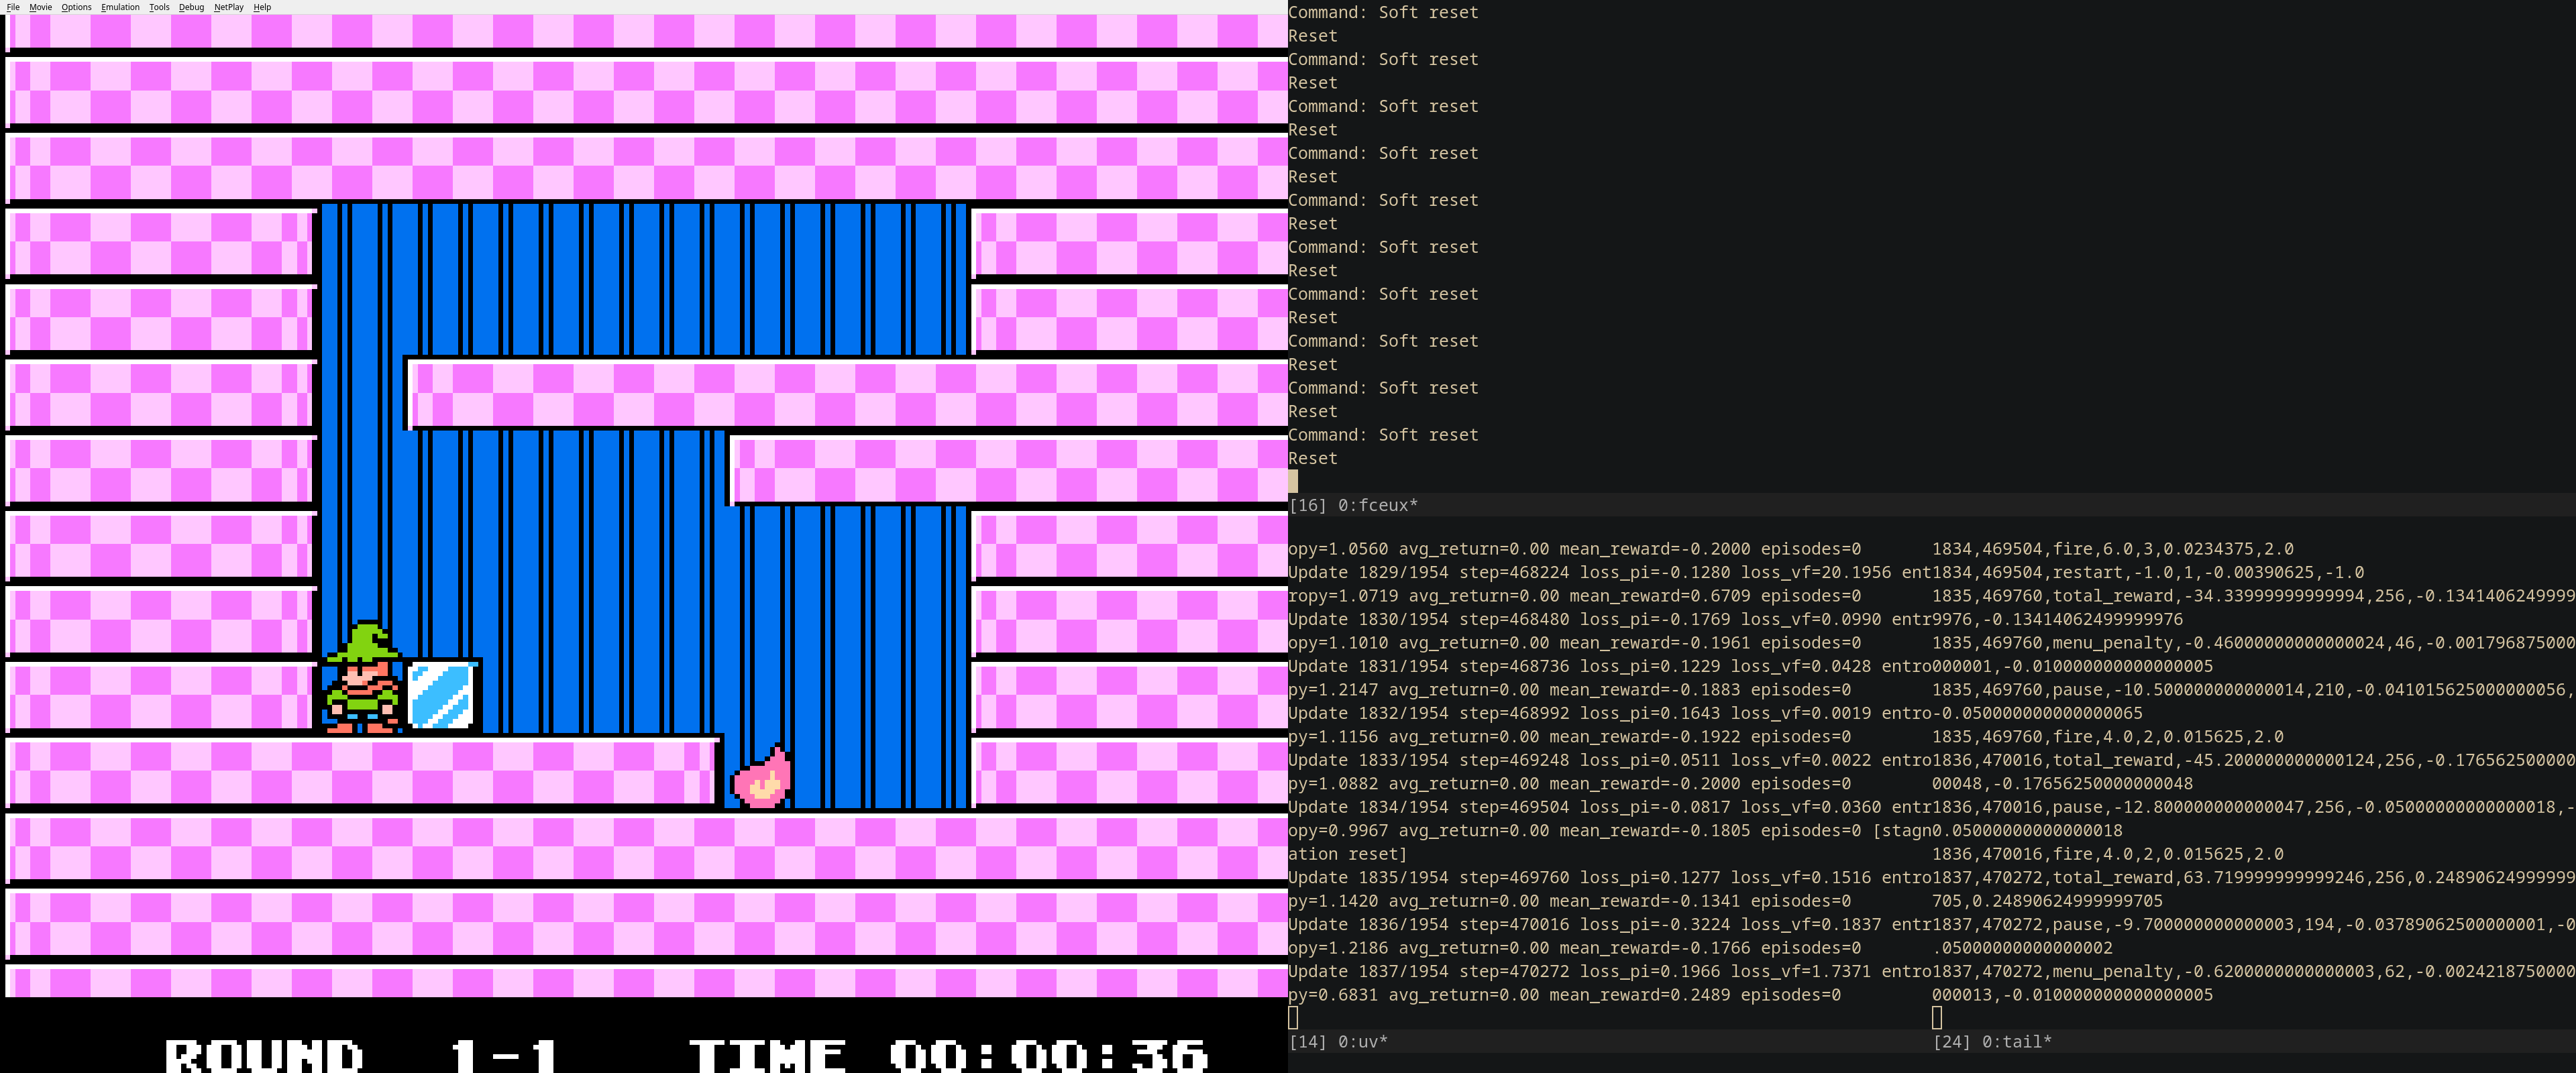 File Movie Options Emulation Tools Debug NetPlay Help
ROUND 1-1 TIME 00:00:36
Command: Soft reset
Reset
Command: Soft reset
Reset
Command: Soft reset
Reset
Command: Soft reset
Reset
Command: Soft reset
Reset
Command: Soft reset
Reset
Command: Soft reset
Reset
Command: Soft reset
Reset
Command: Soft reset
Reset
Command: Soft reset
Reset
[16] 0:fceux*
opy=1.0560 avg_return=0.00 mean_reward=-0.2000 episodes=0
Update 1829/1954 step=468224 loss_pi=-0.1280 loss_vf=20.1956 ent
ropy=1.0719 avg_return=0.00 mean_reward=0.6709 episodes=0
Update 1830/1954 step=468480 loss_pi=-0.1769 loss_vf=0.0990 entr
opy=1.1010 avg_return=0.00 mean_reward=-0.1961 episodes=0
Update 1831/1954 step=468736 loss_pi=0.1229 loss_vf=0.0428 entro
py=1.2147 avg_return=0.00 mean_reward=-0.1883 episodes=0
Update 1832/1954 step=468992 loss_pi=0.1643 loss_vf=0.0019 entro
py=1.1156 avg_return=0.00 mean_reward=-0.1922 episodes=0
Update 1833/1954 step=469248 loss_pi=0.0511 loss_vf=0.0022 entro
py=1.0882 avg_return=0.00 mean_reward=-0.2000 episodes=0
Update 1834/1954 step=469504 loss_pi=-0.0817 loss_vf=0.0360 entr
opy=0.9967 avg_return=0.00 mean_reward=-0.1805 episodes=0 [stagn
ation reset]
Update 1835/1954 step=469760 loss_pi=0.1277 loss_vf=0.1516 entro
py=1.1420 avg_return=0.00 mean_reward=-0.1341 episodes=0
Update 1836/1954 step=470016 loss_pi=-0.3224 loss_vf=0.1837 entr
opy=1.2186 avg_return=0.00 mean_reward=-0.1766 episodes=0
Update 1837/1954 step=470272 loss_pi=0.1966 loss_vf=1.7371 entro
py=0.6831 avg_return=0.00 mean_reward=0.2489 episodes=0
[14] 0:uv*
1834,469504,fire,6.0,3,0.0234375,2.0
1834,469504,restart,-1.0,1,-0.00390625,-1.0
1835,469760,total_reward,-34.33999999999994,256,-0.1341406249999
9976,-0.13414062499999976
1835,469760,menu_penalty,-0.46000000000000024,46,-0.001796875000
000001,-0.010000000000000005
1835,469760,pause,-10.500000000000014,210,-0.041015625000000056,
-0.050000000000000065
1835,469760,fire,4.0,2,0.015625,2.0
1836,470016,total_reward,-45.200000000000124,256,-0.176562500000
00048,-0.17656250000000048
1836,470016,pause,-12.800000000000047,256,-0.05000000000000018,-
0.05000000000000018
1836,470016,fire,4.0,2,0.015625,2.0
1837,470272,total_reward,63.719999999999246,256,0.24890624999999
705,0.24890624999999705
1837,470272,pause,-9.700000000000003,194,-0.03789062500000001,-0
.05000000000000002
1837,470272,menu_penalty,-0.6200000000000003,62,-0.0024218750000
000013,-0.010000000000000005
[24] 0:tail*